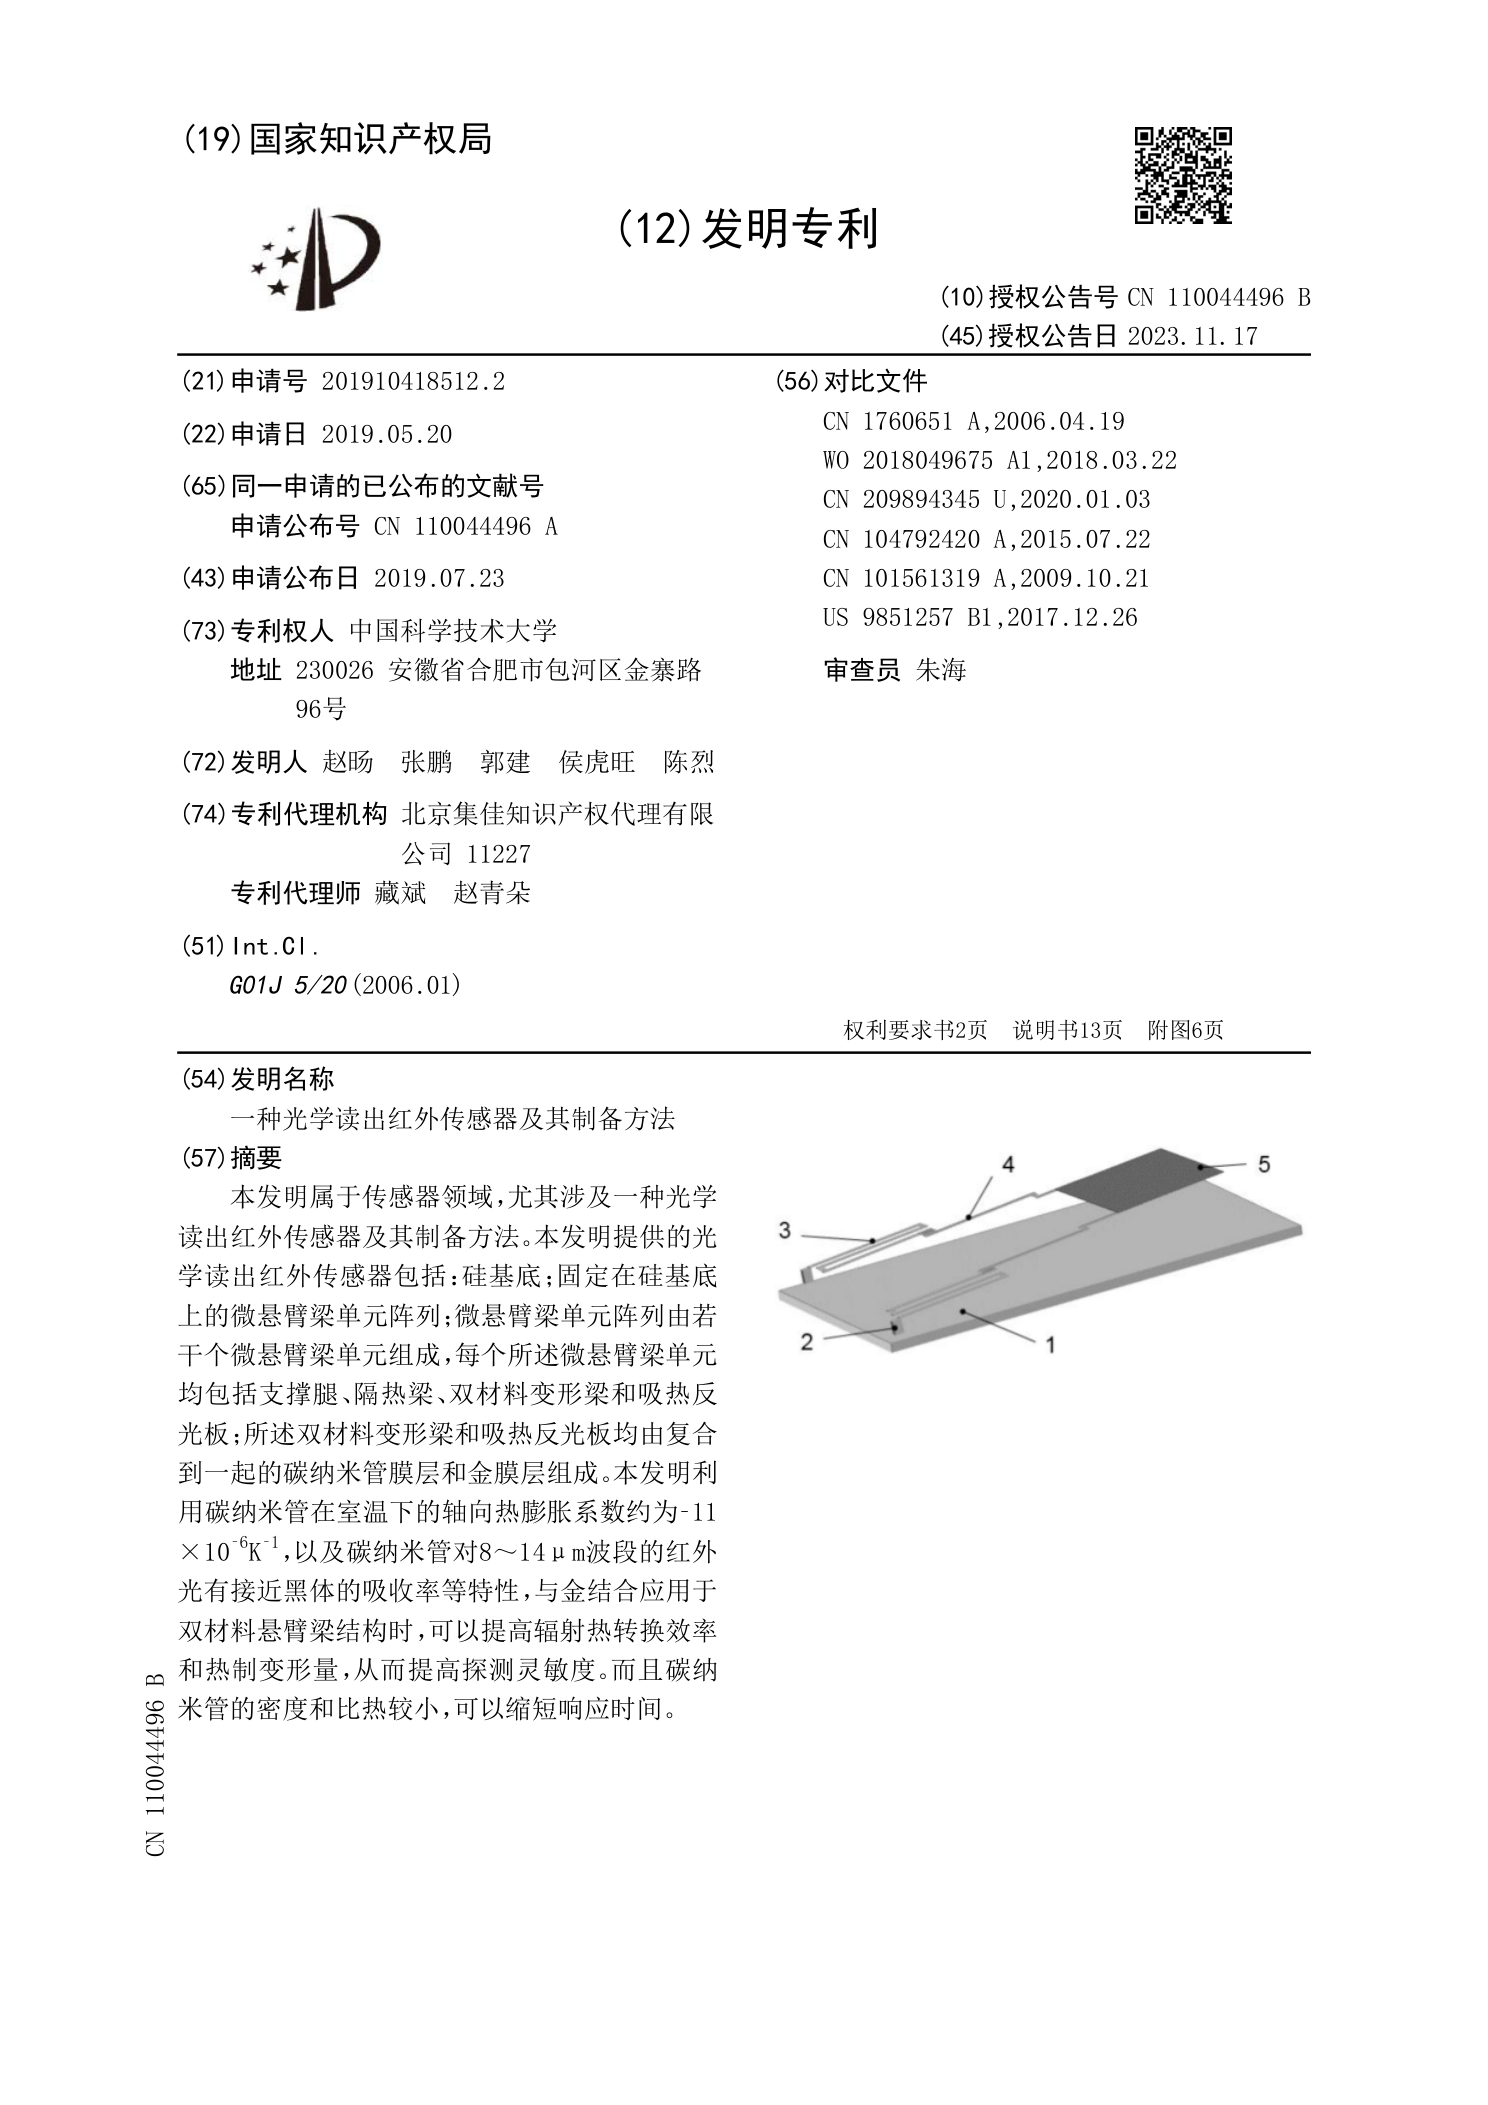 (19)国家知识产权局
(12)发明专利
(10)授权公告号 CN 110044496 B
(45)授权公告日 2023.11.17
(21)申请号 201910418512.2
(22)申请日 2019.05.20
(65)同一申请的已公布的文献号
申请公布号 CN 110044496 A
(43)申请公布日 2019.07.23
(73)专利权人 中国科学技术大学
地址 230026 安徽省合肥市包河区金寨路
96号
(72)发明人 赵旸 张鹏 郭建 侯虎旺 陈烈
(74)专利代理机构 北京集佳知识产权代理有限
公司 11227
专利代理师 藏斌 赵青朵
(51)Int.Cl.
G01J 5/20(2006.01)
(56)对比文件
CN 1760651 A,2006.04.19
WO 2018049675 A1,2018.03.22
CN 209894345 U,2020.01.03
CN 104792420 A,2015.07.22
CN 101561319 A,2009.10.21
US 9851257 B1,2017.12.26
审查员 朱海
权利要求书2页 说明书13页 附图6页
(54)发明名称
一种光学读出红外传感器及其制备方法
(57)摘要
本发明属于传感器领域,尤其涉及一种光学
读出红外传感器及其制备方法。本发明提供的光
学读出红外传感器包括:硅基底;固定在硅基底
上的微悬臂梁单元阵列;微悬臂梁单元阵列由若
干个微悬臂梁单元组成,每个所述微悬臂梁单元
均包括支撑腿、隔热梁、双材料变形梁和吸热反
光板;所述双材料变形梁和吸热反光板均由复合
到一起的碳纳米管膜层和金膜层组成。本发明利
用碳纳米管在室温下的轴向热膨胀系数约为-11
×10⁻⁶K⁻¹,以及碳纳米管对8～14μm波段的红外
光有接近黑体的吸收率等特性,与金结合应用于
双材料悬臂梁结构时,可以提高辐射热转换效率
和热制变形量,从而提高探测灵敏度。而且碳纳
米管的密度和比热较小,可以缩短响应时间。
4
5
3
2
1
CN 110044496 B